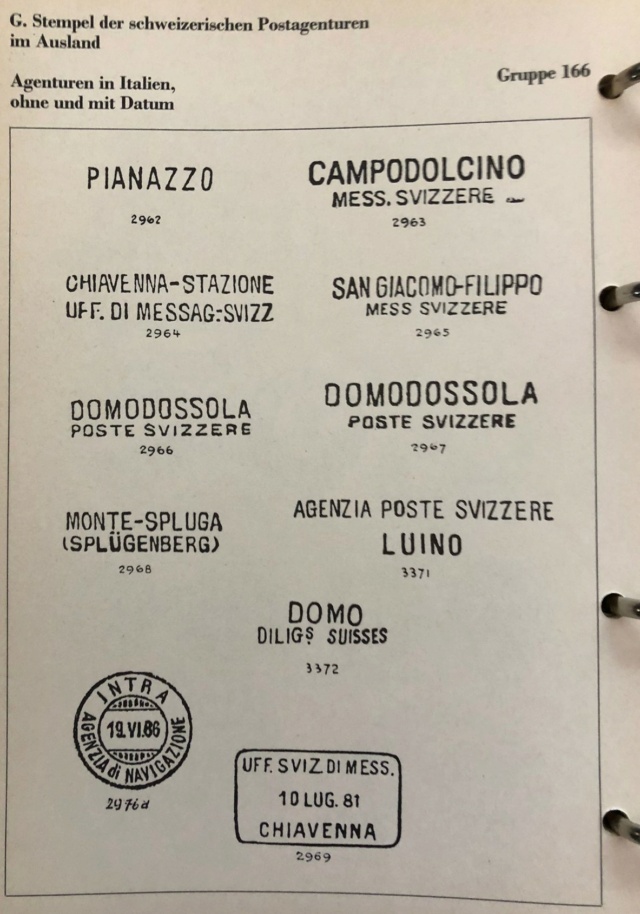 G. Stempel der schweizerischen Postagenturen
im Ausland
Agenturen in Italien,
ohne und mit Datum
Gruppe 166
PIANAZZO
2962
CAMPODOLCINO
MESS. SVIZZERE
2963
CHIAVENNA-STAZIONE
UFF. DI MESSAG:SVIZZ
2964
SAN GIACOMO-FILIPPO
MESS SVIZZERE
2965
DOMODOSSOLA
POSTE SVIZZERE
2966
DOMODOSSOLA
POSTE SVIZZERE
2967
MONTE-SPLUGA
(SPLÜGENBERG)
2968
AGENZIA POSTE SVIZZERE
LUINO
3371
DOMO
DILIGS SUISSES
3372
INTRA
19.VI.86
AGENZIA di NAVIGAZIONE
2976d
UFF. SVIZ. DI MESS.
10 LUG. 81
CHIAVENNA
2969